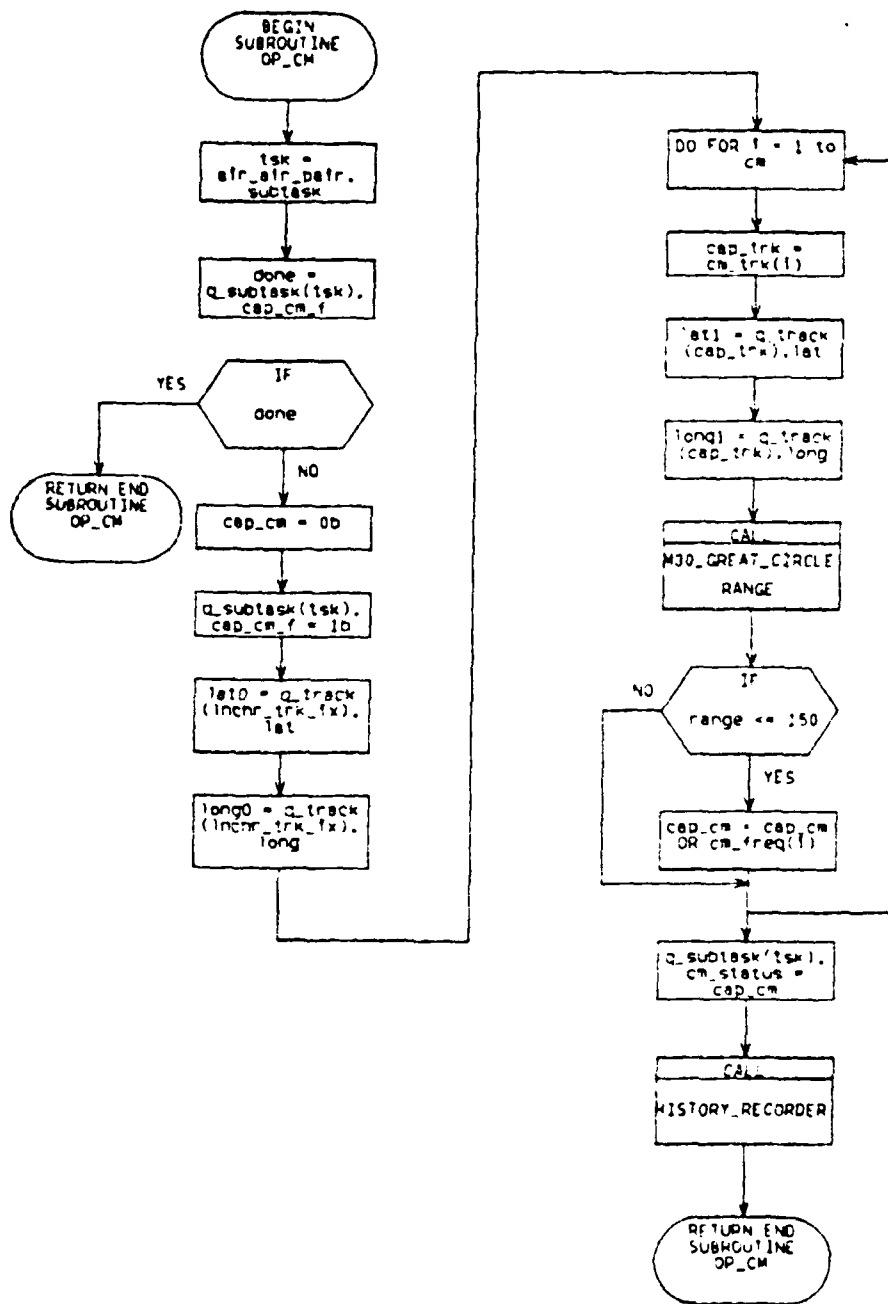 BEGIN
SUBROUTINE
OP_CM
tsk =
air_air_pair.
subtask
done =
q_subtask(tsk).
cap_cm_f
IF
done
YES
NO
RETURN END
SUBROUTINE
OP_CM
cap_cm = 0b
q_subtask(tsk).
cap_cm_f = 1b
lat0 = q_track
(lnchr_trk_fx).
lat
long0 = q_track
(lnchr_trk_fx).
long
DO FOR i = 1 to
cm
cap_trk =
cm_trk(i)
lat1 = q_track
(cap_trk).lat
long1 = q_track
(cap_trk).long
CALL
M30_GREAT_CIRCLE
RANGE
IF
range <= 150
NO
YES
cap_cm = cap_cm
OR cm_freq(i)
q_subtask(tsk).
cm_status =
cap_cm
CALL
HISTORY_RECORDER
RETURN END
SUBROUTINE
OP_CM